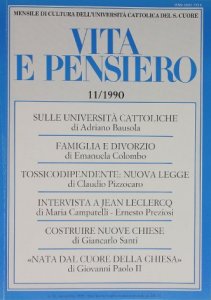 MENSILE DI CULTURA DELL'UNIVERSITÀ CATTOLICA DEL S. CUORE
VITA
E PENSIERO
11/1990
SULLE UNIVERSITÀ CATTOLICHE
di Adriano Bausola
FAMIGLIA E DIVORZIO
di Emanuela Colombo
TOSSICODIPENDENTE: NUOVA LEGGE
di Claudio Pizzocaro
INTERVISTA A JEAN LECLERCQ
di Maria Campatelli - Ernesto Preziosi
COSTRUIRE NUOVE CHIESE
di Giancarlo Santi
«NATA DAL CUORE DELLA CHIESA»
di Giovanni Paolo II